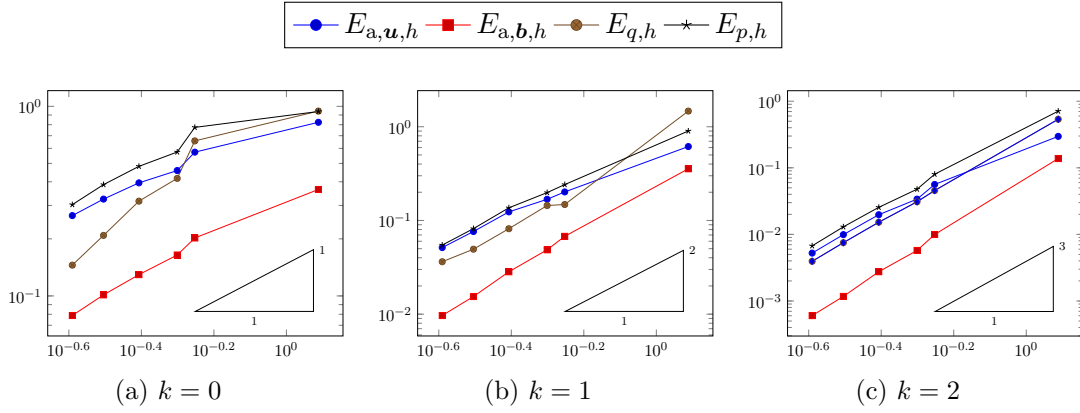 E_{a,u,h} E_{a,b,h} E_{q,h} E_{p,h}
10^0
10^{-1}
1
1
10^{-0.6} 10^{-0.4} 10^{-0.2} 10^0
(a) k = 0
10^0
10^{-1}
10^{-2}
2
1
10^{-0.6} 10^{-0.4} 10^{-0.2} 10^0
(b) k = 1
10^0
10^{-1}
10^{-2}
10^{-3}
3
1
10^{-0.6} 10^{-0.4} 10^{-0.2} 10^0
(c) k = 2